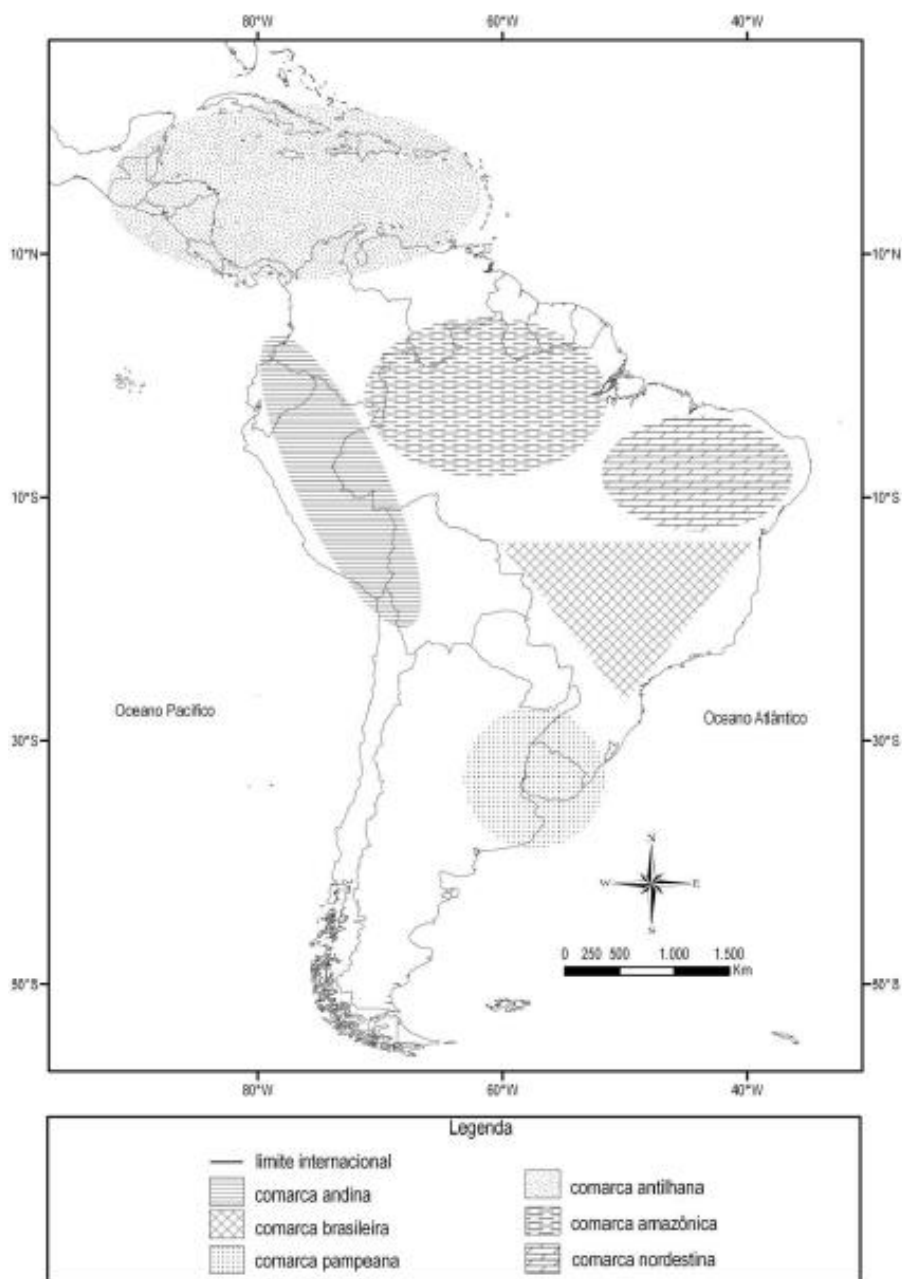 80°W 60°W 40°W
10°N 10°N
10°S 10°S
Oceano Pacífico Oceano Atlântico
30°S 30°S
N
W E
S
0 250 500 1.000 1.500
Km
50°S 50°S
80°W 60°W 40°W
Legenda
limite internacional
comarca andina
comarca brasileira
comarca pampeana
comarca antilhana
comarca amazônica
comarca nordestina